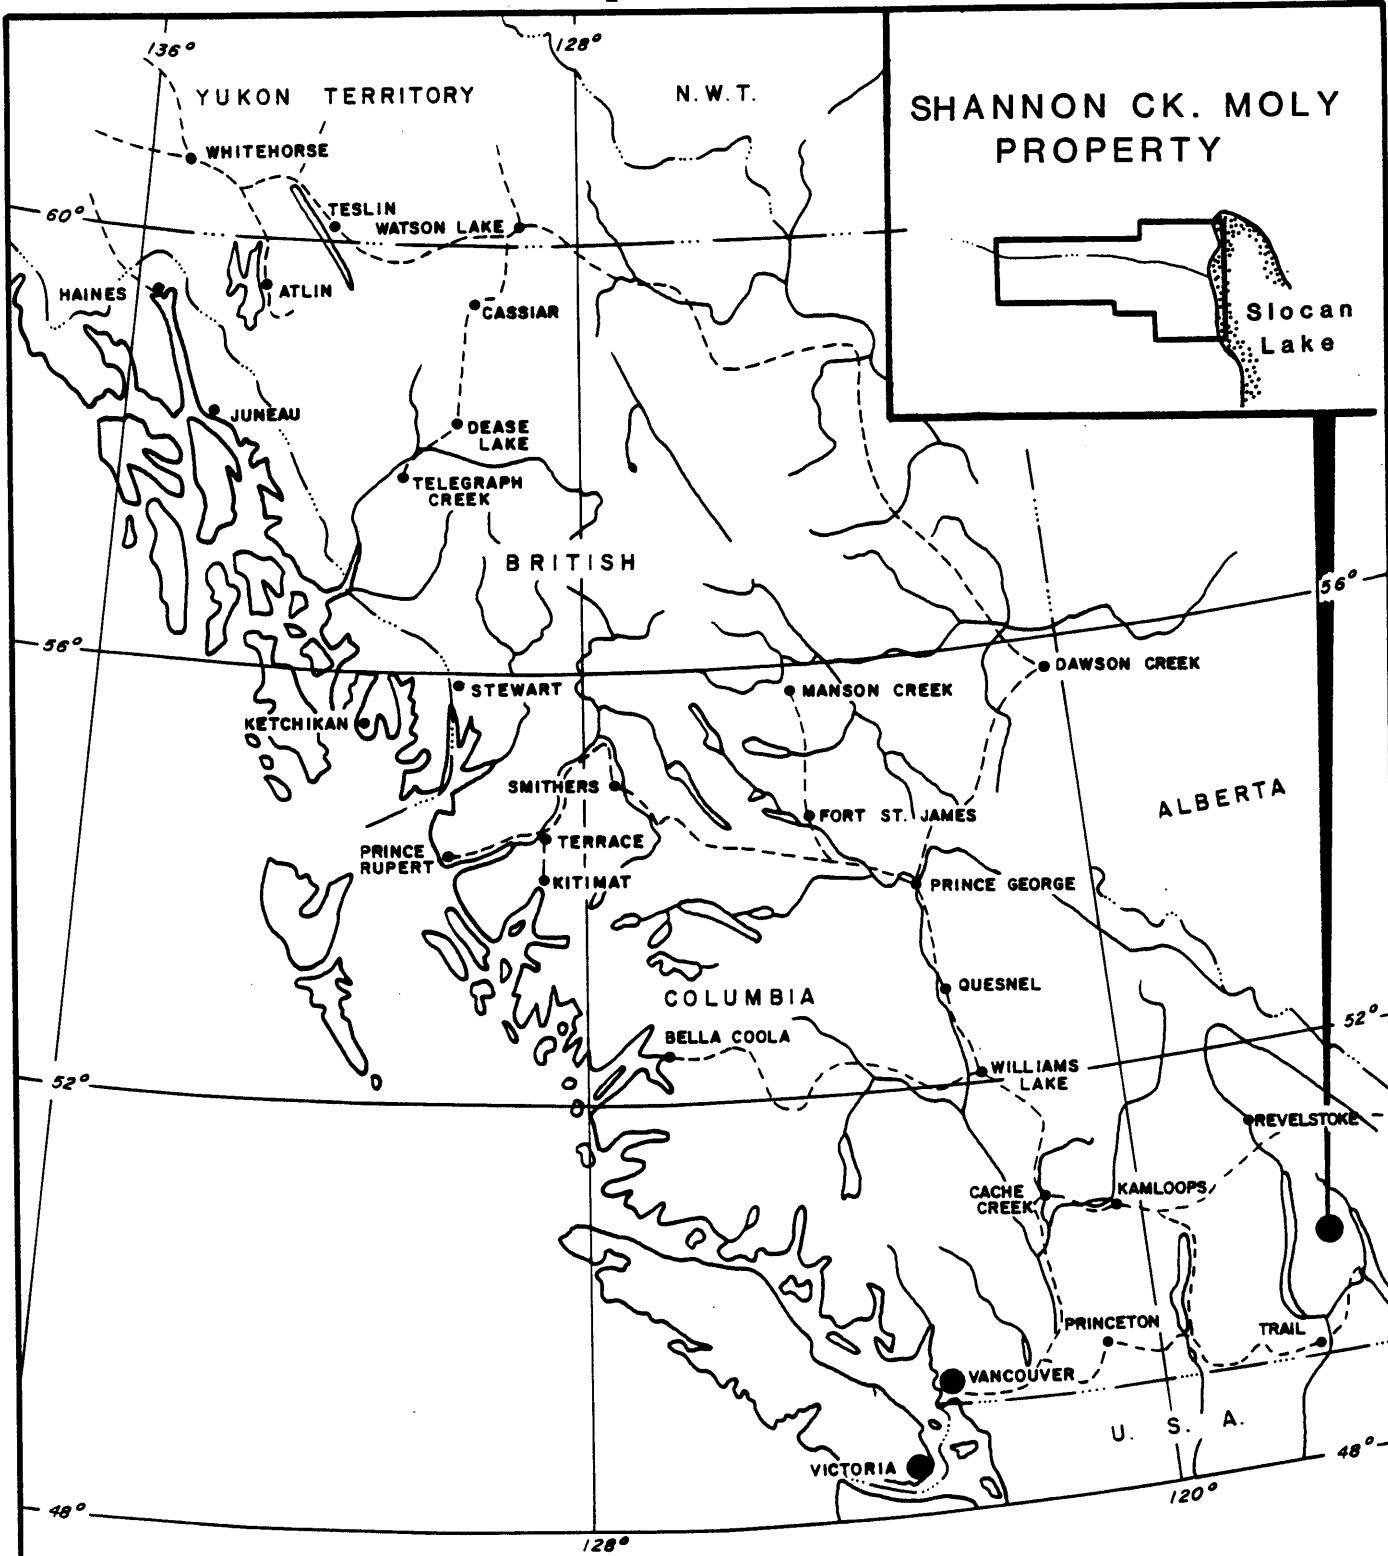 136°
128°
YUKON TERRITORY
N.W.T.
SHANNON CK. MOLY
PROPERTY
WHITEHORSE
60°
TESLIN
WATSON LAKE
HAINES
ATLIN
CASSIAR
Slocan
Lake
JUNEAU
DEASE
LAKE
TELEGRAPH
CREEK
BRITISH
56°
56°
DAWSON CREEK
STEWART
MANSON CREEK
KETCHIKAN
SMITHERS
ALBERTA
FORT ST. JAMES
TERRACE
PRINCE
RUPERT
KITIMAT
PRINCE GEORGE
QUESNEL
COLUMBIA
52°
BELLA COOLA
WILLIAMS
LAKE
52°
REVELSTOKE
CACHE
CREEK
KAMLOOPS
PRINCETON
TRAIL
VANCOUVER
U. S. A.
VICTORIA
48°
120°
48°
128°